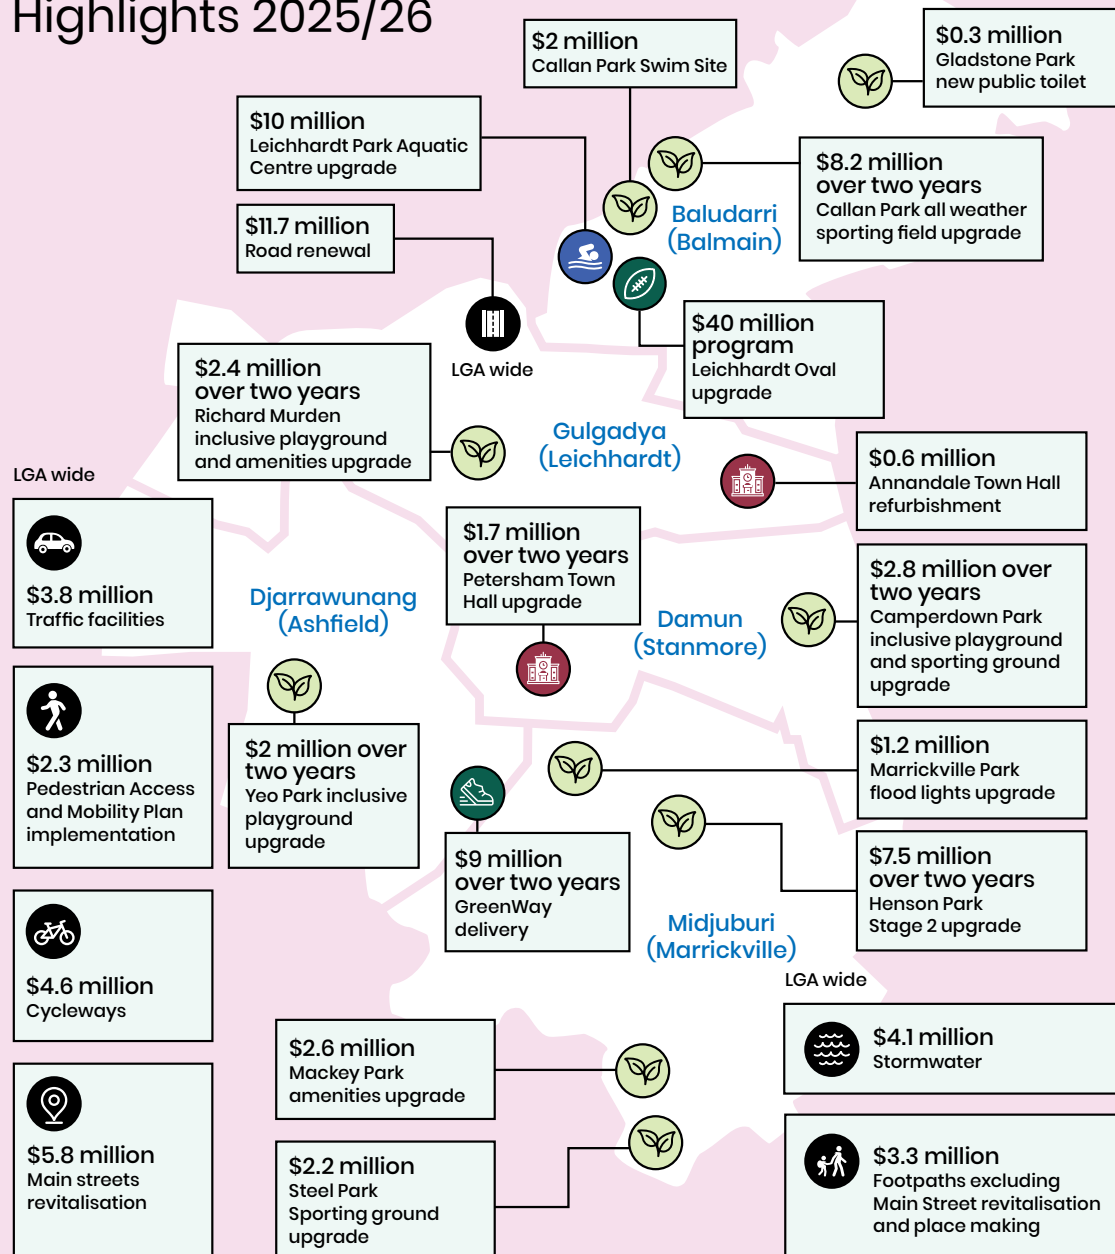 Highlights 2025/26
$2 million
Callan Park Swim Site
$0.3 million
Gladstone Park
new public toilet
$10 million
Leichhardt Park Aquatic
Centre upgrade
$8.2 million
over two years
Callan Park all weather
sporting field upgrade
$11.7 million
Road renewal
Baludarri
(Balmain)
$40 million
program
Leichhardt Oval
upgrade
LGA wide
$2.4 million
over two years
Richard Murden
inclusive playground
and amenities upgrade
Gulgadya
(Leichhardt)
$0.6 million
Annandale Town Hall
refurbishment
LGA wide
$3.8 million
Traffic facilities
$1.7 million
over two years
Petersham Town
Hall upgrade
Djarrawunang
(Ashfield)
Damun
(Stanmore)
$2.8 million over
two years
Camperdown Park
inclusive playground
and sporting ground
upgrade
$2.3 million
Pedestrian Access
and Mobility Plan
implementation
$2 million over
two years
Yeo Park inclusive
playground
upgrade
$1.2 million
Marrickville Park
flood lights upgrade
$9 million
over two years
GreenWay
delivery
$7.5 million
over two years
Henson Park
Stage 2 upgrade
Midjuburi
(Marrickville)
$4.6 million
Cycleways
LGA wide
$4.1 million
Stormwater
$2.6 million
Mackey Park
amenities upgrade
$5.8 million
Main streets
revitalisation
$2.2 million
Steel Park
Sporting ground
upgrade
$3.3 million
Footpaths excluding
Main Street revitalisation
and place making